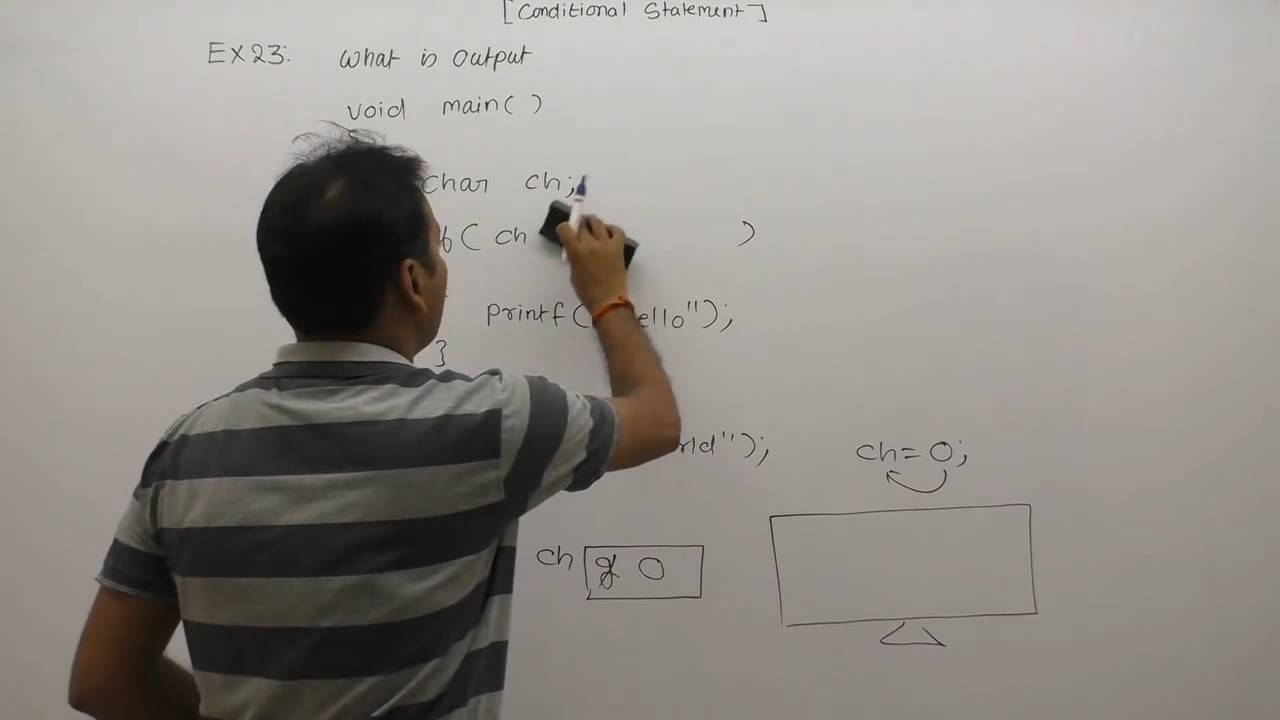 [Conditional Statement]
EX23: What is output
void main( )
char ch;
( ch )
printf( ello");
}
rld"); ch=0;
ch 0